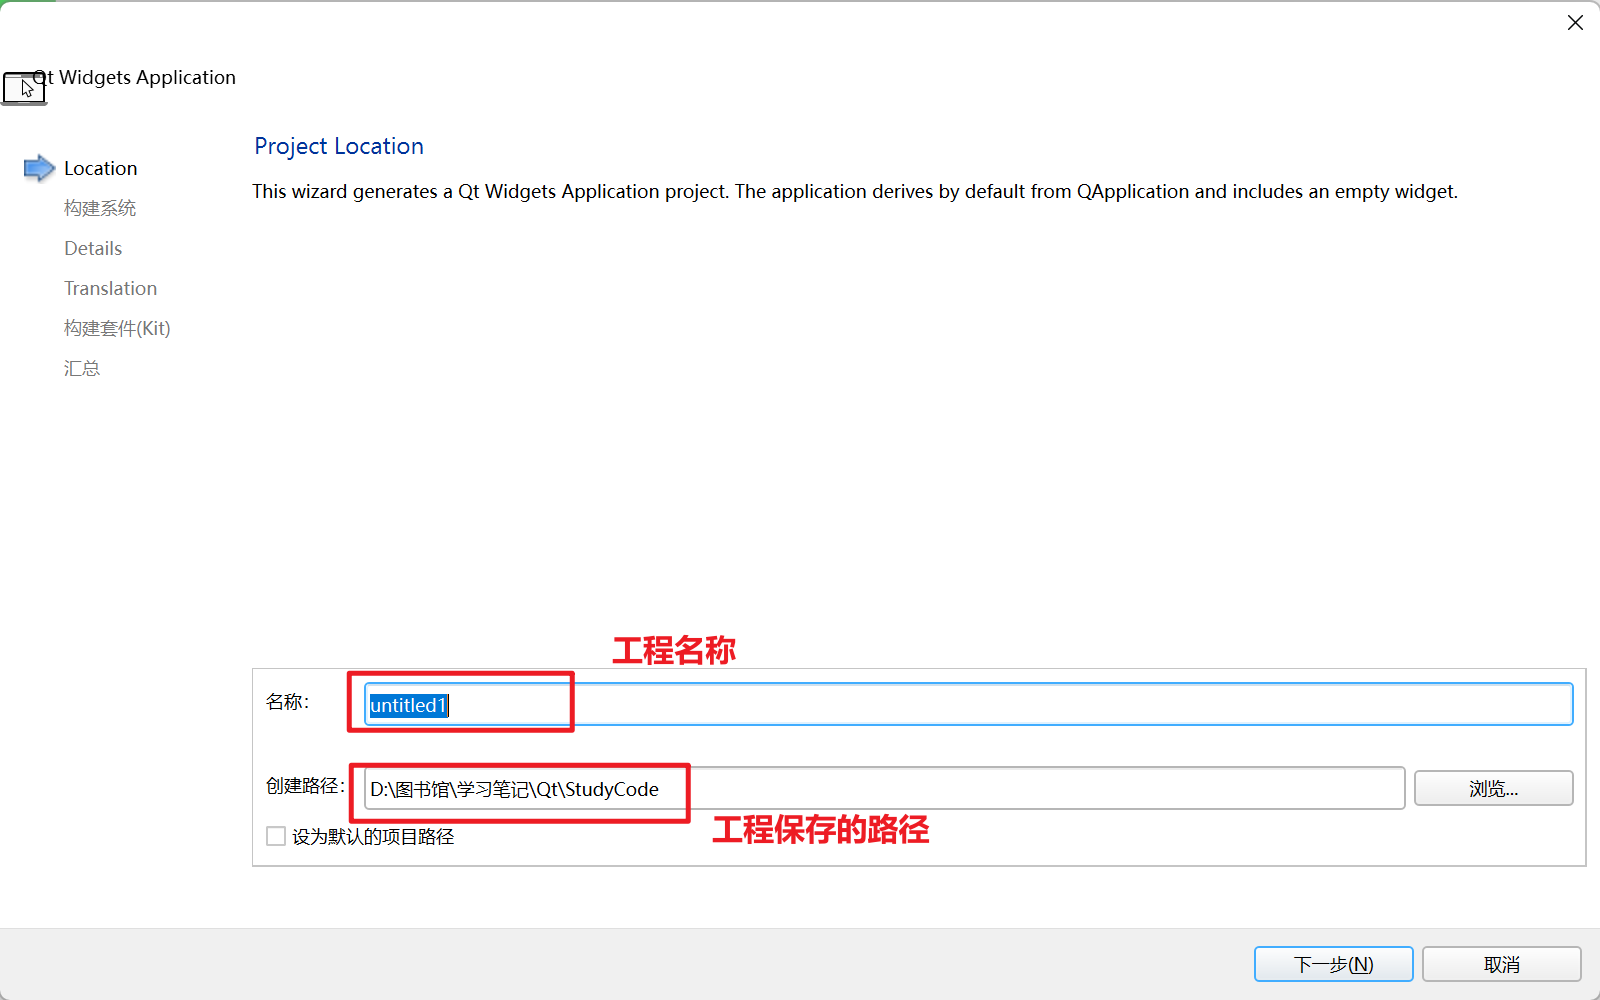 Qt Widgets Application
Location
构建系统
Details
Translation
构建套件(Kit)
汇总
Project Location
This wizard generates a Qt Widgets Application project. The application derives by default from QApplication and includes an empty widget.
工程名称
名称:
untitled1
创建路径:
D:\图书馆\学习笔记\Qt\StudyCode
浏览...
工程保存的路径
设为默认的项目路径
下一步(N)
取消